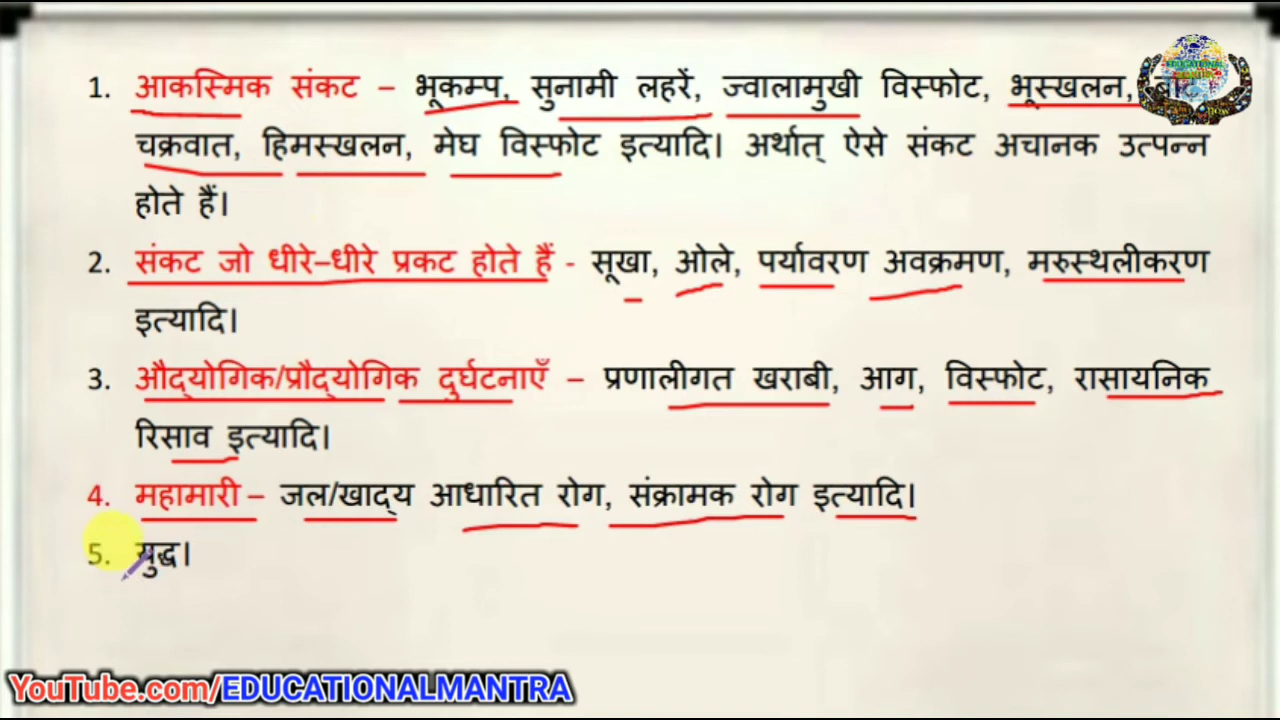 1. आकस्मिक संकट – भूकम्प, सुनामी लहरें, ज्वालामुखी विस्फोट, भूस्खलन,
चक्रवात, हिमस्खलन, मेघ विस्फोट इत्यादि। अर्थात् ऐसे संकट अचानक उत्पन्न
होते हैं।
2. संकट जो धीरे–धीरे प्रकट होते हैं - सूखा, ओले, पर्यावरण अवक्रमण, मरुस्थलीकरण
इत्यादि।
3. औद्योगिक/प्रौद्योगिक दुर्घटनाएँ – प्रणालीगत खराबी, आग, विस्फोट, रासायनिक
रिसाव इत्यादि।
4. महामारी – जल/खाद्य आधारित रोग, संक्रामक रोग इत्यादि।
5. युद्ध।
YouTube.com/EDUCATIONALMANTRA